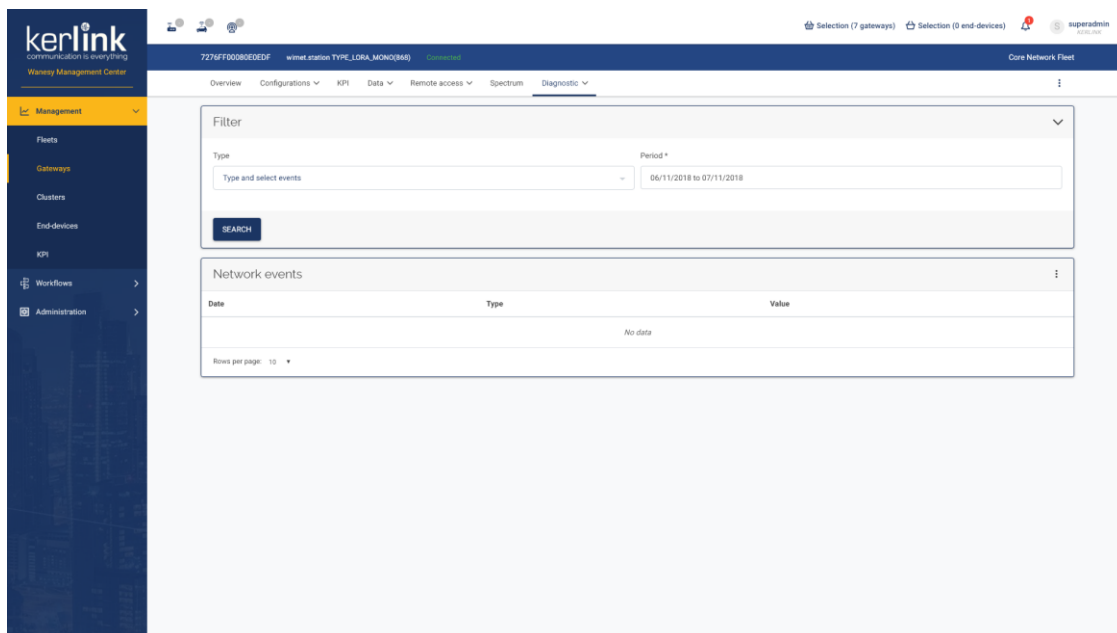 kerlink
communication is everything
Wanesy Management Center
Management
Fleets
Gateways
Clusters
End-devices
KPI
Workflows
Administration
Selection (7 gateways) Selection (0 end-devices) 1 S superadmin
KERLINK
7276FF00080E0EDF wimet.station TYPE_LORA_MONO(868) Connected Core Network Fleet
Overview Configurations KPI Data Remote access Spectrum Diagnostic
Filter
Type Period *
Type and select events 06/11/2018 to 07/11/2018
SEARCH
Network events
Date Type Value
No data
Rows per page: 10